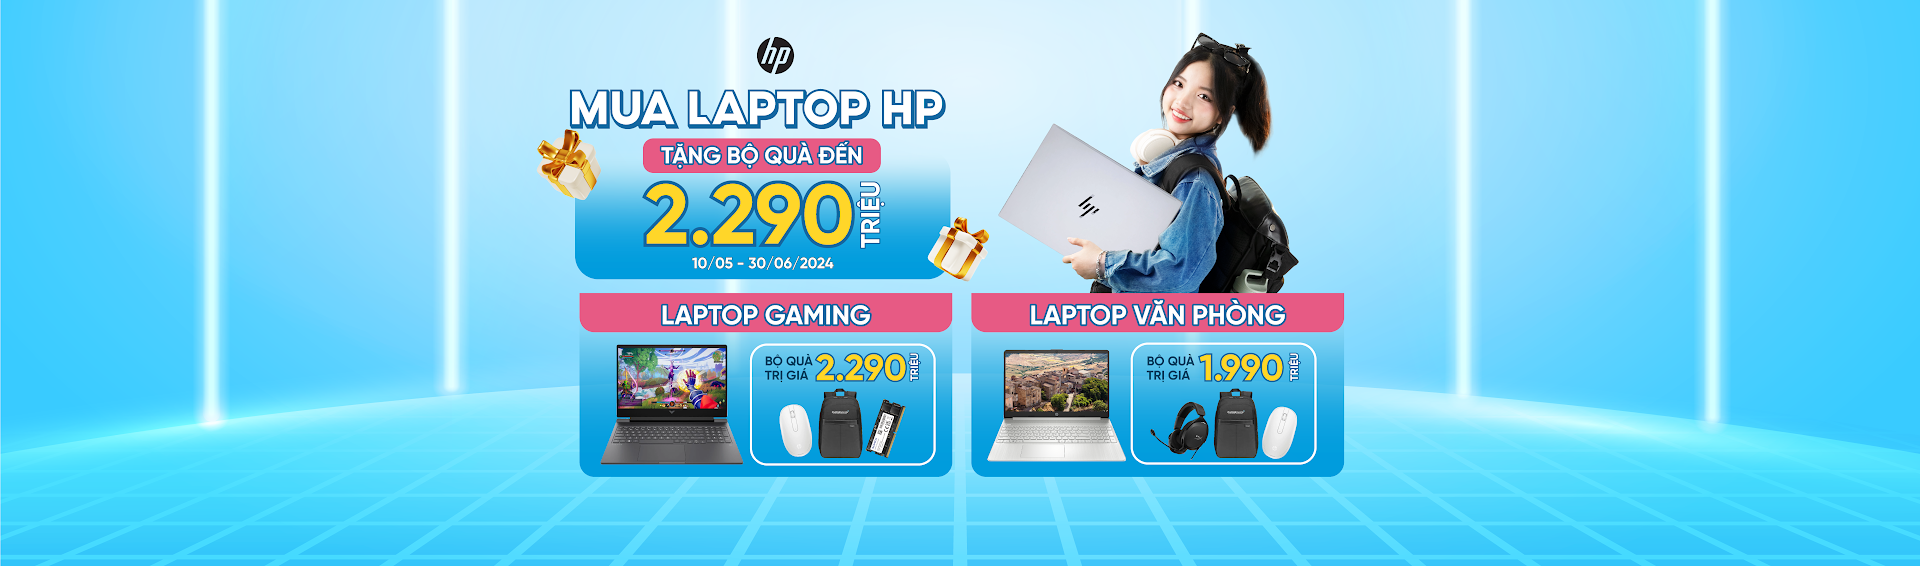 hp
MUA LAPTOP HP
TẶNG BỘ QUÀ ĐẾN
2.290 TRIỆU
10/05 - 30/06/2024
hp
LAPTOP GAMING
BỘ QUÀ
TRỊ GIÁ
2.290 TRIỆU
LAPTOP VĂN PHÒNG
BỘ QUÀ
TRỊ GIÁ
1.990 TRIỆU